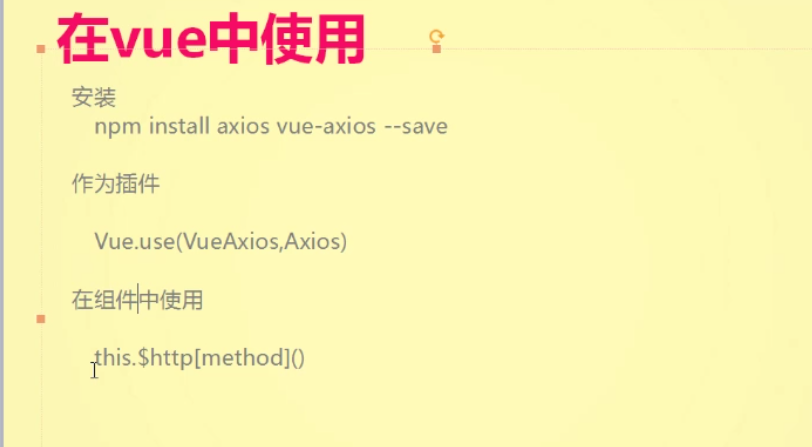 在vue中使用
安装
npm install axios vue-axios --save
作为插件
Vue.use(VueAxios,Axios)
在组件中使用
this.$http[method]()